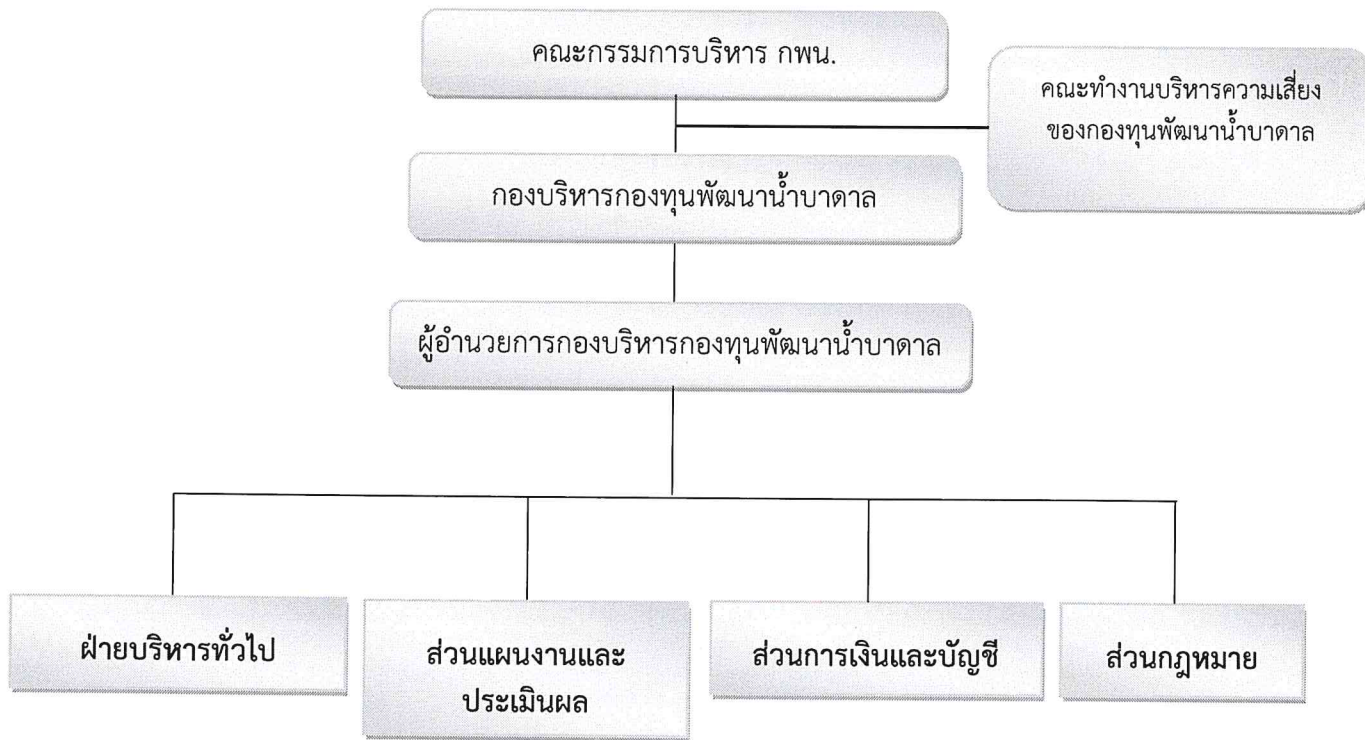 คณะกรรมการบริหาร กพน.
คณะทำงานบริหารความเสี่ยง
ของกองทุนพัฒนาน้ำบาดาล
กองบริหารกองทุนพัฒนาน้ำบาดาล
ผู้อำนวยการกองบริหารกองทุนพัฒนาน้ำบาดาล
ฝ่ายบริหารทั่วไป
ส่วนแผนงานและ
ประเมินผล
ส่วนการเงินและบัญชี
ส่วนกฎหมาย